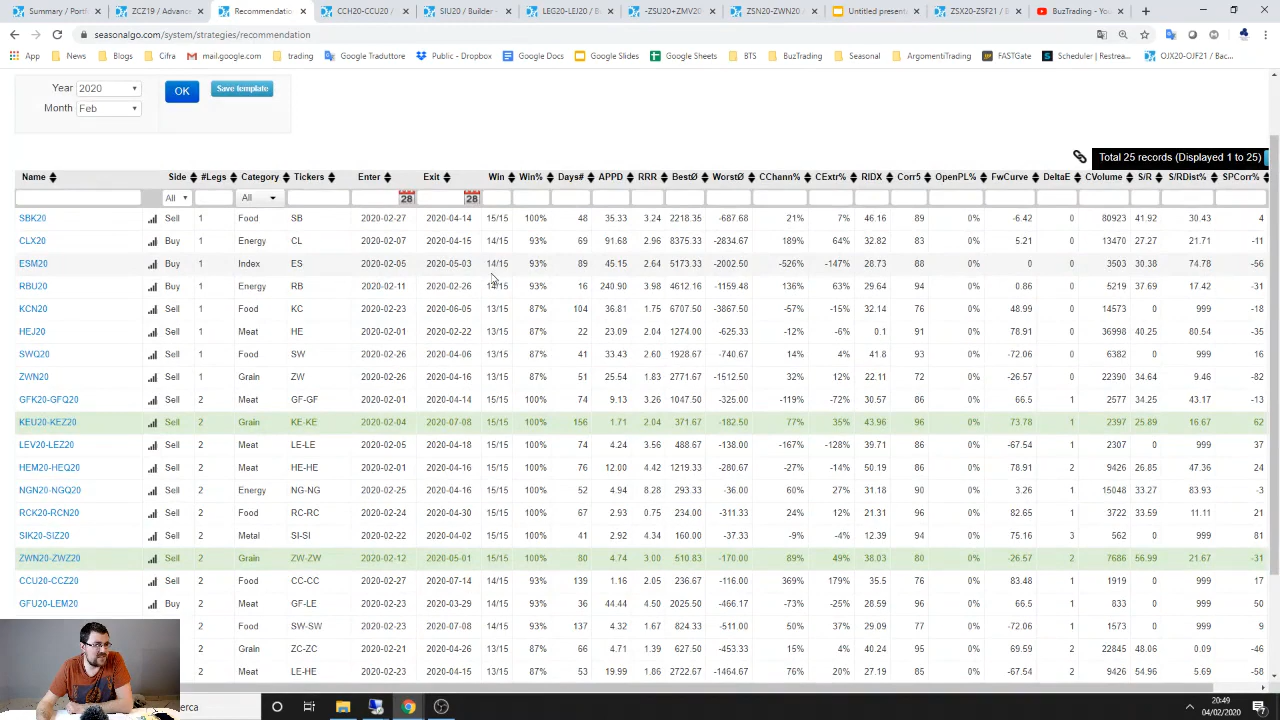 Summary / Portf ZCZ19 / Advance Recommendation CCH20-CCU20 / SIU20 / Builder - LEG20-LEJ20 / B -ZSU20+ZMV20 ZSN20-ZWN20 / Untitled present ZSX20-ZSF21 / B BuzTrading - You
seasonalgo.com/system/strategies/recommendation
App News Blogs Cifra mail.google.com trading Google Traduttore Public - Dropbox Google Docs Google Slides Google Sheets BTS BuzTrading Seasonal ArgomentiTrading FASTGate Scheduler | Restrea... OJX20-OJF21 / Bac...
Year 2020 OK Save template
Month Feb
Total 25 records (Displayed 1 to 25)
Name Side #Legs Category Tickers Enter Exit Win Win% Days# APPD RRR BestØ WorstØ CChann% CExtr% RIDX Corr5 OpenPL% FwCurve DeltaE CVolume S/R S/RDist% SPCorr%
All All 28 28
SBK20 Sell 1 Food SB 2020-02-27 2020-04-14 15/15 100% 48 35.33 3.24 2218.35 -687.68 21% 7% 46.16 89 0% -6.42 0 80923 41.92 30.43 4
CLX20 Buy 1 Energy CL 2020-02-07 2020-04-15 14/15 93% 69 91.68 2.96 8375.33 -2834.67 189% 64% 32.82 83 0% 5.21 0 13470 27.27 21.71 -11
ESM20 Buy 1 Index ES 2020-02-05 2020-05-03 14/15 93% 89 45.15 2.64 5173.33 -2002.50 -526% -147% 28.73 88 0% 0 3503 30.38 74.78 -56
RBU20 Buy 1 Energy RB 2020-02-11 2020-02-26 14/15 93% 16 240.90 3.98 4612.16 -1159.48 136% 63% 29.64 94 0% 0.86 0 5219 37.69 17.42 -31
KCN20 Sell 1 Food KC 2020-02-23 2020-06-05 13/15 87% 104 36.81 1.75 6707.50 -3867.50 -57% -15% 32.14 76 0% 48.99 0 14573 0 999 -18
HEJ20 Sell 1 Meat HE 2020-02-01 2020-02-22 13/15 87% 22 23.09 2.04 1274.00 -625.33 -12% -6% 0.1 91 0% 78.91 0 36998 40.25 80.54 -35
SWQ20 Sell 1 Food SW 2020-02-26 2020-04-06 13/15 87% 41 33.43 2.60 1928.67 -740.67 14% 4% 41.8 93 0% -72.06 0 6382 0 999 16
ZWN20 Sell 1 Grain ZW 2020-02-26 2020-04-16 13/15 87% 51 25.54 1.83 2771.67 -1512.50 32% 12% 22.11 72 0% -26.57 0 22390 34.64 9.46 -82
GFK20-GFQ20 Sell 2 Meat GF-GF 2020-02-01 2020-04-14 15/15 100% 74 9.13 3.26 1047.50 -325.00 -119% -72% 30.57 86 0% 66.5 1 2577 34.25 43.17 -13
KEU20-KEZ20 Sell 2 Grain KE-KE 2020-02-04 2020-07-08 15/15 100% 156 1.71 2.04 371.67 -182.50 77% 35% 43.96 96 0% 73.78 1 2397 25.89 16.67 62
LEV20-LEZ20 Sell 2 Meat LE-LE 2020-02-01 2020-04-14 15/15 100% 74 4.24 3.56 488.67 -138.00 -167% -128% 39.71 86 0% -67.54 1 938 0 999 24
HEM20-HEQ20 Sell 2 Meat HE-HE 2020-02-01 2020-04-16 15/15 100% 76 12.00 4.42 1219.33 -280.67 -27% -14% 50.19 86 0% 78.91 2 9426 26.85 47.36 24
NGN20-NGQ20 Sell 2 Energy NG-NG 2020-02-25 2020-04-16 15/15 100% 52 4.94 8.28 293.33 -36.00 60% 27% 31.18 90 0% 3.26 1 15048 33.27 83.93 -3
RCK20-RCN20 Sell 2 Food RC-RC 2020-02-22 2020-04-28 15/15 100% 67 2.93 0.75 234.00 -311.33 24% 12% 21.31 96 0% 82.65 1 3722 33.59 11.11 21
SIK20-SIZ20 Sell 2 Metal SI-SI 2020-02-22 2020-04-02 15/15 100% 41 2.92 4.34 160.00 -37.33 -9% -4% 12.39 94 0% 75.16 3 562 0 999 81
ZWN20-ZWZ20 Sell 2 Grain ZW-ZW 2020-02-12 2020-05-01 15/15 100% 80 4.74 3.00 510.83 -170.00 89% 49% 38.03 80 0% -26.57 2 7686 56.99 21.67 -31
CCU20-CCZ20 Sell 2 Food CC-CC 2020-02-27 2020-07-14 14/15 93% 139 1.16 2.05 236.67 -116.00 369% 179% 35.5 76 0% 83.48 1 1919 0 999 17
GFU20-LEM20 Buy 2 Meat GF-LE 2020-02-23 2020-03-29 14/15 93% 36 44.44 4.50 2025.50 -466.17 -73% -25% 28.59 96 0% 66.5 1 833 0 999 50
Sell 2 Food SW-SW 2020-02-23 2020-07-08 14/15 93% 137 4.32 1.67 824.33 -511.00 50% 37% 29.09 77 0% -72.06 1 1573 0 999 9
2 Grain ZC-ZC 2020-02-21 2020-04-26 14/15 93% 66 4.71 1.39 627.50 -453.33 15% 4% 40.24 95 0% 69.59 2 22845 48.06 0.09 -46
2 Meat LE-HE 2020-02-23 2020-04-15 13/15 87% 53 19.99 1.86 2722.67 -1464.67 76% 20% 27.19 85 0% -67.54 0 9426 54.96 5.69 -58
erca
20:49
04/02/2020